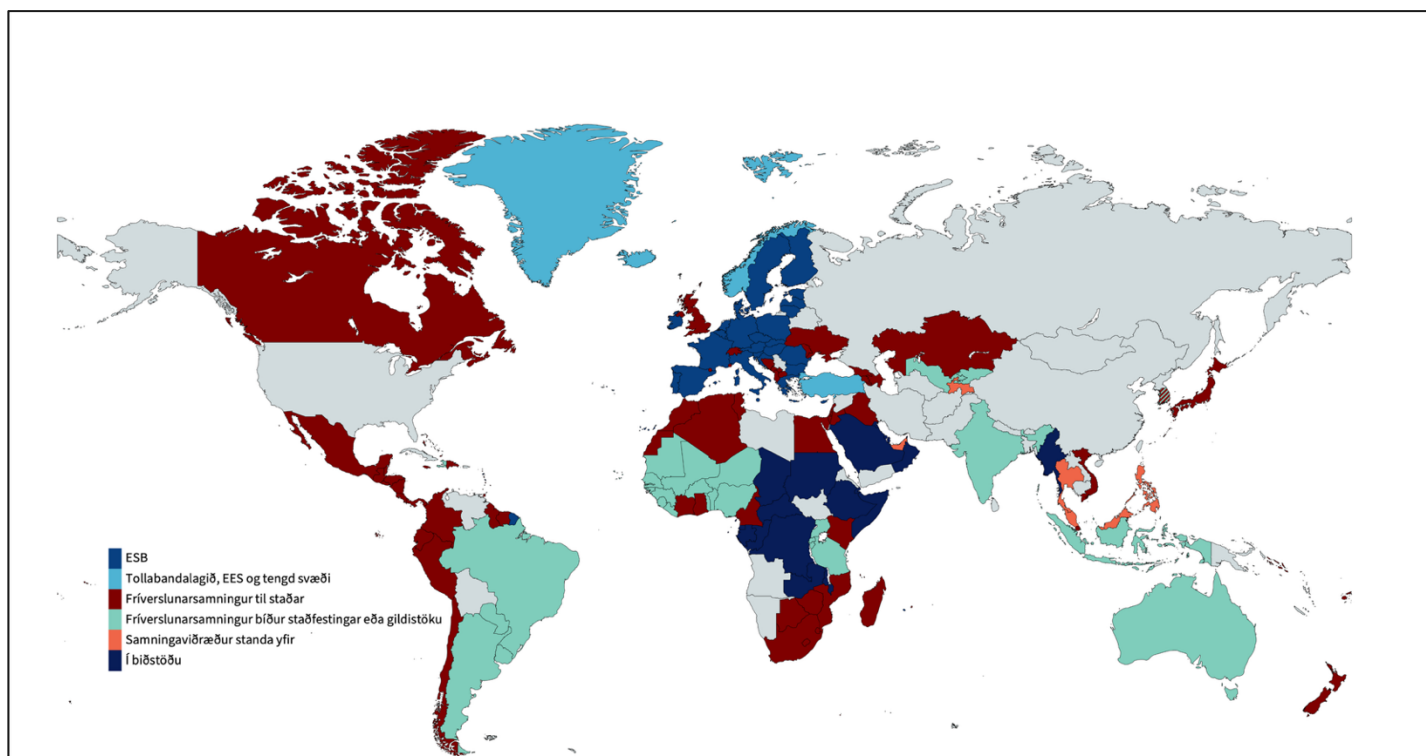 ESB
Tollabandalagið, EES og tengd svæði
Fríverslunarsamningur til staðar
Fríverslunarsamningur bíður staðfestingar eða gildistöku
Samningaviðræður standa yfir
Í biðstöðu